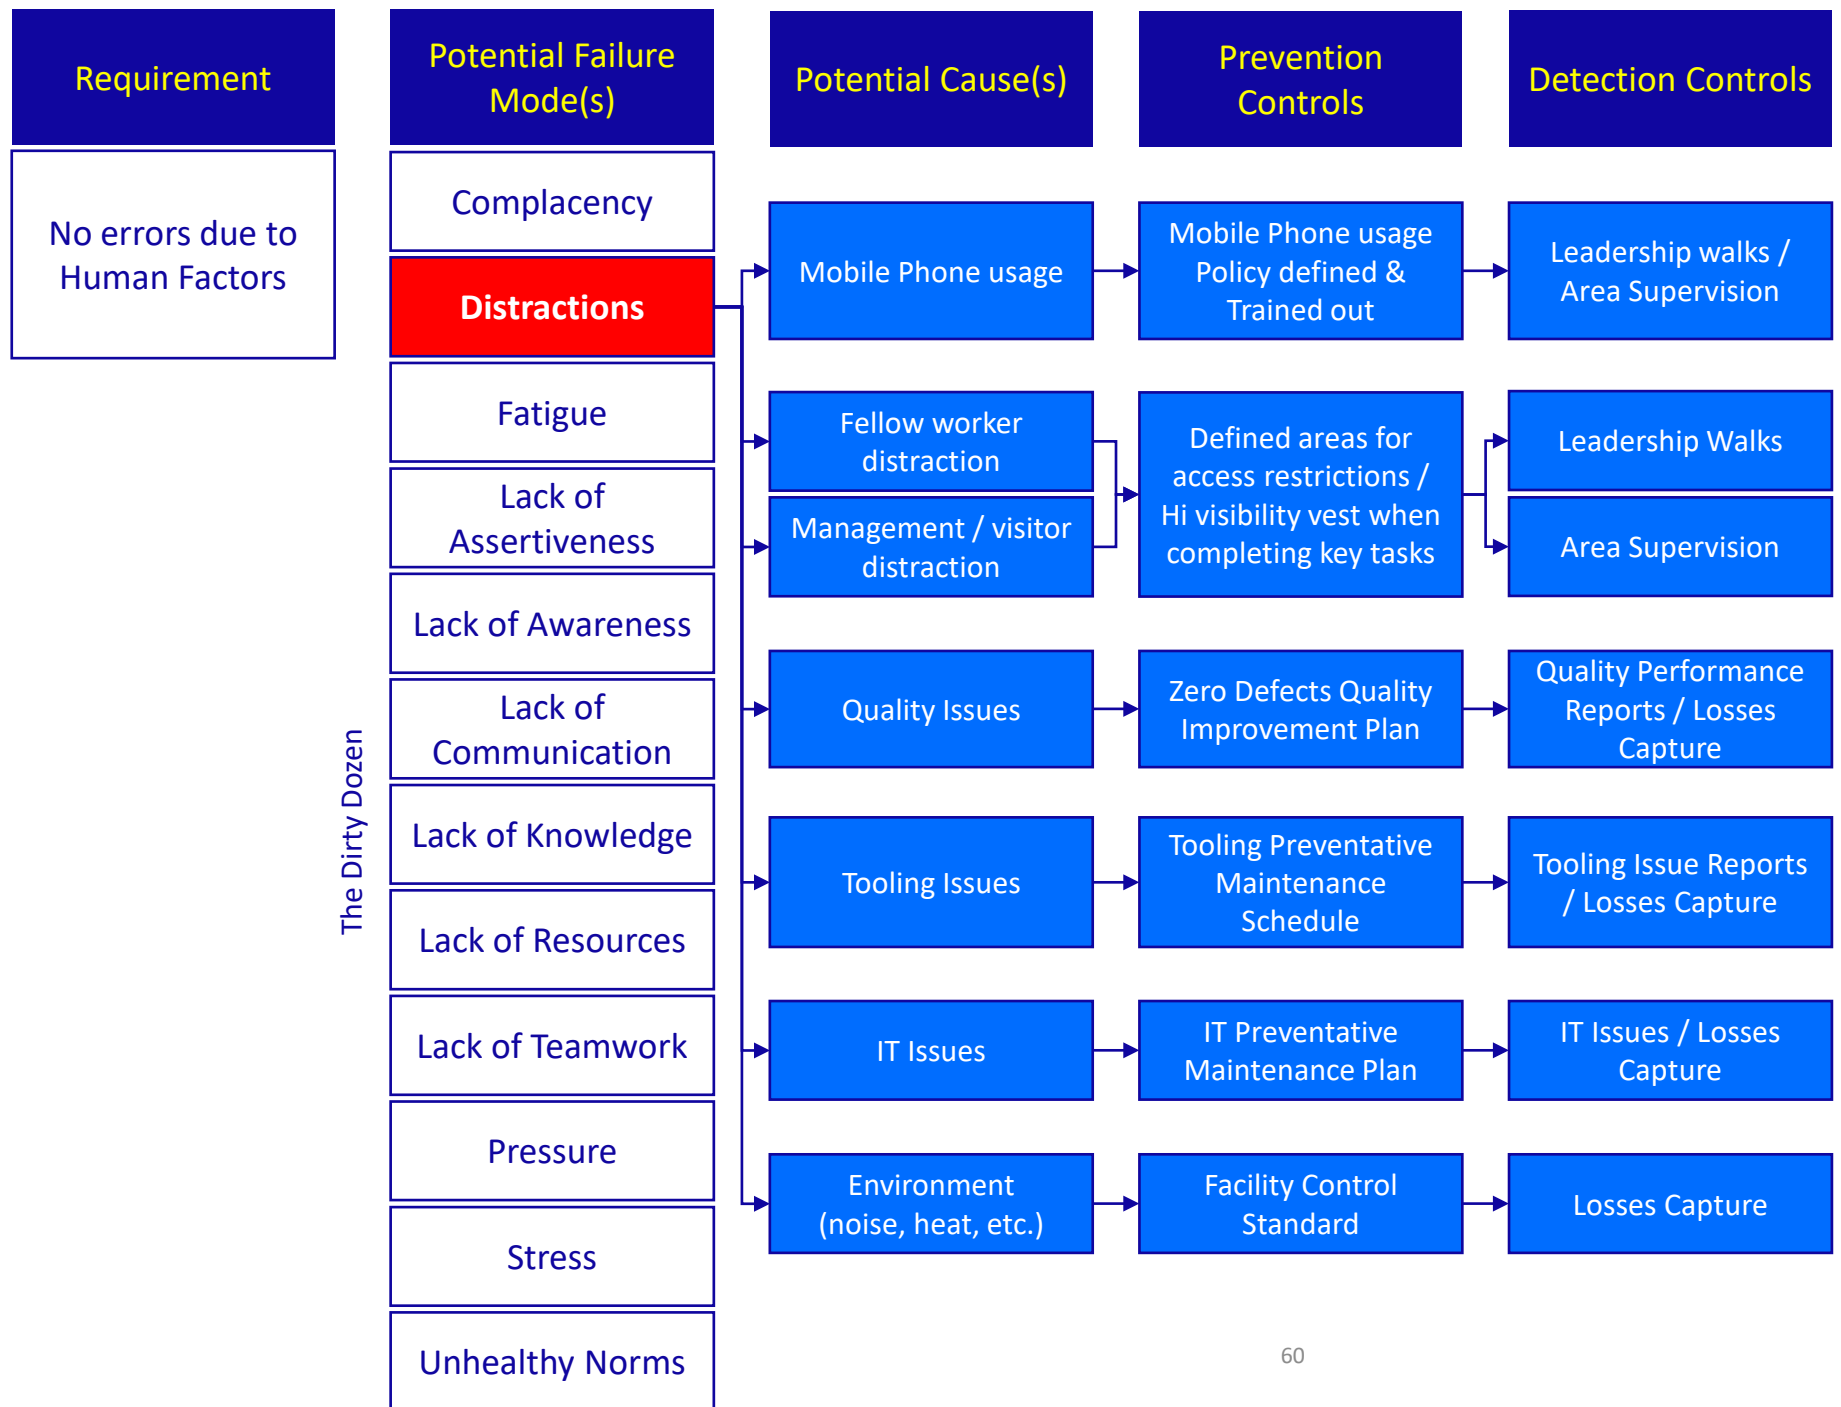 Requirement
Potential Failure
Mode(s)
Potential Cause(s)
Prevention
Controls
Detection Controls
No errors due to
Human Factors
The Dirty Dozen
Complacency
Distractions
Fatigue
Lack of
Assertiveness
Lack of Awareness
Lack of
Communication
Lack of Knowledge
Lack of Resources
Lack of Teamwork
Pressure
Stress
Unhealthy Norms
Mobile Phone usage
Mobile Phone usage
Policy defined &
Trained out
Leadership walks /
Area Supervision
Fellow worker
distraction
Management / visitor
distraction
Defined areas for
access restrictions /
Hi visibility vest when
completing key tasks
Leadership Walks
Area Supervision
Quality Issues
Zero Defects Quality
Improvement Plan
Quality Performance
Reports / Losses
Capture
Tooling Issues
Tooling Preventative
Maintenance
Schedule
Tooling Issue Reports
/ Losses Capture
IT Issues
IT Preventative
Maintenance Plan
IT Issues / Losses
Capture
Environment
(noise, heat, etc.)
Facility Control
Standard
Losses Capture
60